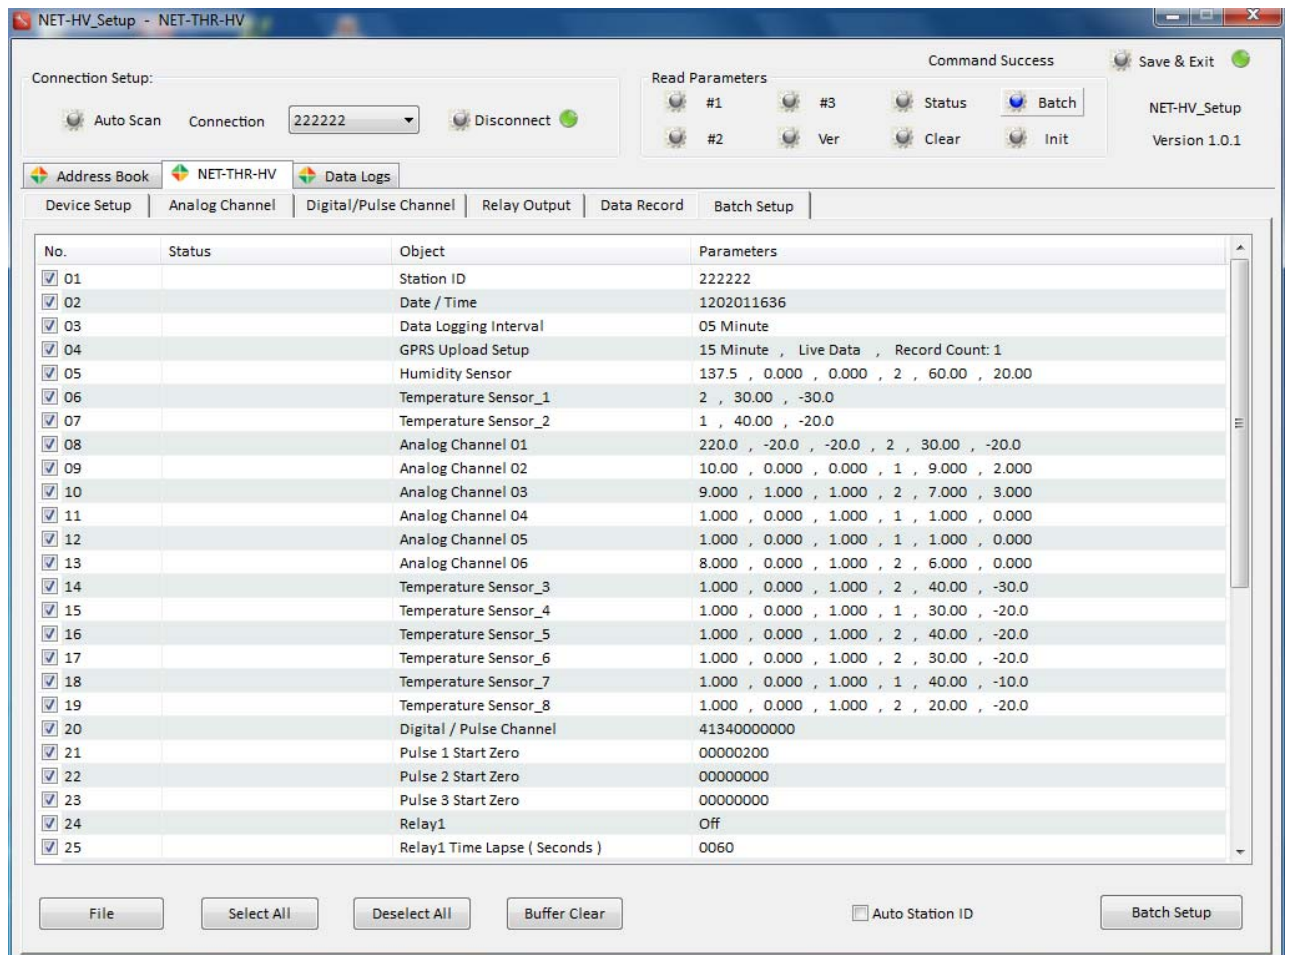 NET-HV_Setup - NET-THR-HV
Command Success Save & Exit
Connection Setup: Read Parameters
#1 #3 Status Batch NET-HV_Setup
Auto Scan Connection 222222 Disconnect
#2 Ver Clear Init Version 1.0.1
Address Book NET-THR-HV Data Logs
Device Setup Analog Channel Digital/Pulse Channel Relay Output Data Record Batch Setup
No. Status Object Parameters
01 Station ID 222222
02 Date / Time 1202011636
03 Data Logging Interval 05 Minute
04 GPRS Upload Setup 15 Minute , Live Data , Record Count: 1
05 Humidity Sensor 137.5 , 0.000 , 0.000 , 2 , 60.00 , 20.00
06 Temperature Sensor_1 2 , 30.00 , -30.0
07 Temperature Sensor_2 1 , 40.00 , -20.0
08 Analog Channel 01 220.0 , -20.0 , -20.0 , 2 , 30.00 , -20.0
09 Analog Channel 02 10.00 , 0.000 , 0.000 , 1 , 9.000 , 2.000
10 Analog Channel 03 9.000 , 1.000 , 1.000 , 2 , 7.000 , 3.000
11 Analog Channel 04 1.000 , 0.000 , 1.000 , 1 , 1.000 , 0.000
12 Analog Channel 05 1.000 , 0.000 , 1.000 , 1 , 1.000 , 0.000
13 Analog Channel 06 8.000 , 0.000 , 1.000 , 2 , 6.000 , 0.000
14 Temperature Sensor_3 1.000 , 0.000 , 1.000 , 2 , 40.00 , -30.0
15 Temperature Sensor_4 1.000 , 0.000 , 1.000 , 1 , 30.00 , -20.0
16 Temperature Sensor_5 1.000 , 0.000 , 1.000 , 2 , 40.00 , -20.0
17 Temperature Sensor_6 1.000 , 0.000 , 1.000 , 2 , 30.00 , -20.0
18 Temperature Sensor_7 1.000 , 0.000 , 1.000 , 1 , 40.00 , -10.0
19 Temperature Sensor_8 1.000 , 0.000 , 1.000 , 2 , 20.00 , -20.0
20 Digital / Pulse Channel 41340000000
21 Pulse 1 Start Zero 00000200
22 Pulse 2 Start Zero 00000000
23 Pulse 3 Start Zero 00000000
24 Relay1 Off
25 Relay1 Time Lapse ( Seconds ) 0060
File Select All Deselect All Buffer Clear Auto Station ID Batch Setup